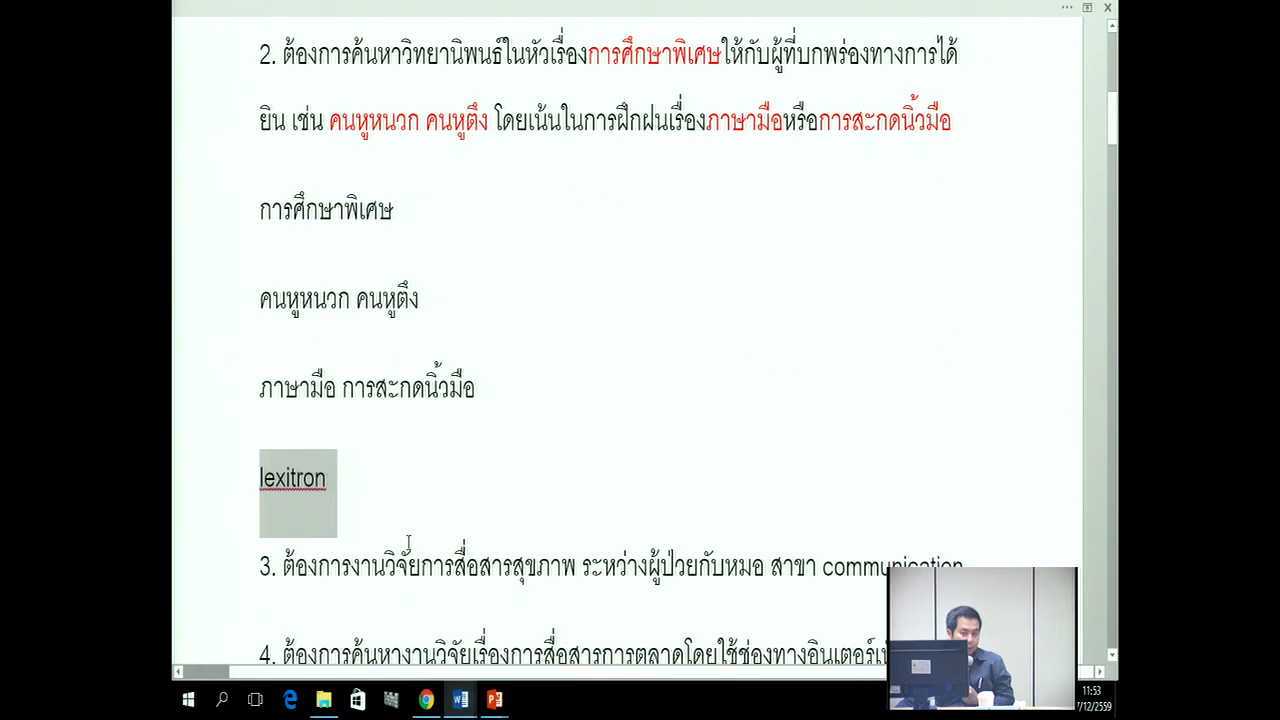 2. ต้องการค้นหาวิทยานิพนธ์ในหัวเรื่องการศึกษาพิเศษให้กับผู้ที่บกพร่องทางการได้
ยิน เช่น คนหูหนวก คนหูตึง โดยเน้นในการฝึกฝนเรื่องภาษามือหรือการสะกดนิ้วมือ
การศึกษาพิเศษ
คนหูหนวก คนหูตึง
ภาษามือ การสะกดนิ้วมือ
lexitron
3. ต้องการงานวิจัยการสื่อสารสุขภาพ ระหว่างผู้ป่วยกับหมอ สาขา communication
4. ต้องการค้นหางานวิจัยเรื่องการสื่อสารการตลาดโดยใช้ช่องทาง
11:53
7/12/2559